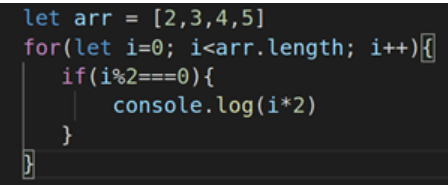 let arr = [2,3,4,5]
for(let i=0; i<arr.length; i++){
if(i%2===0){
console.log(i*2)
}
}